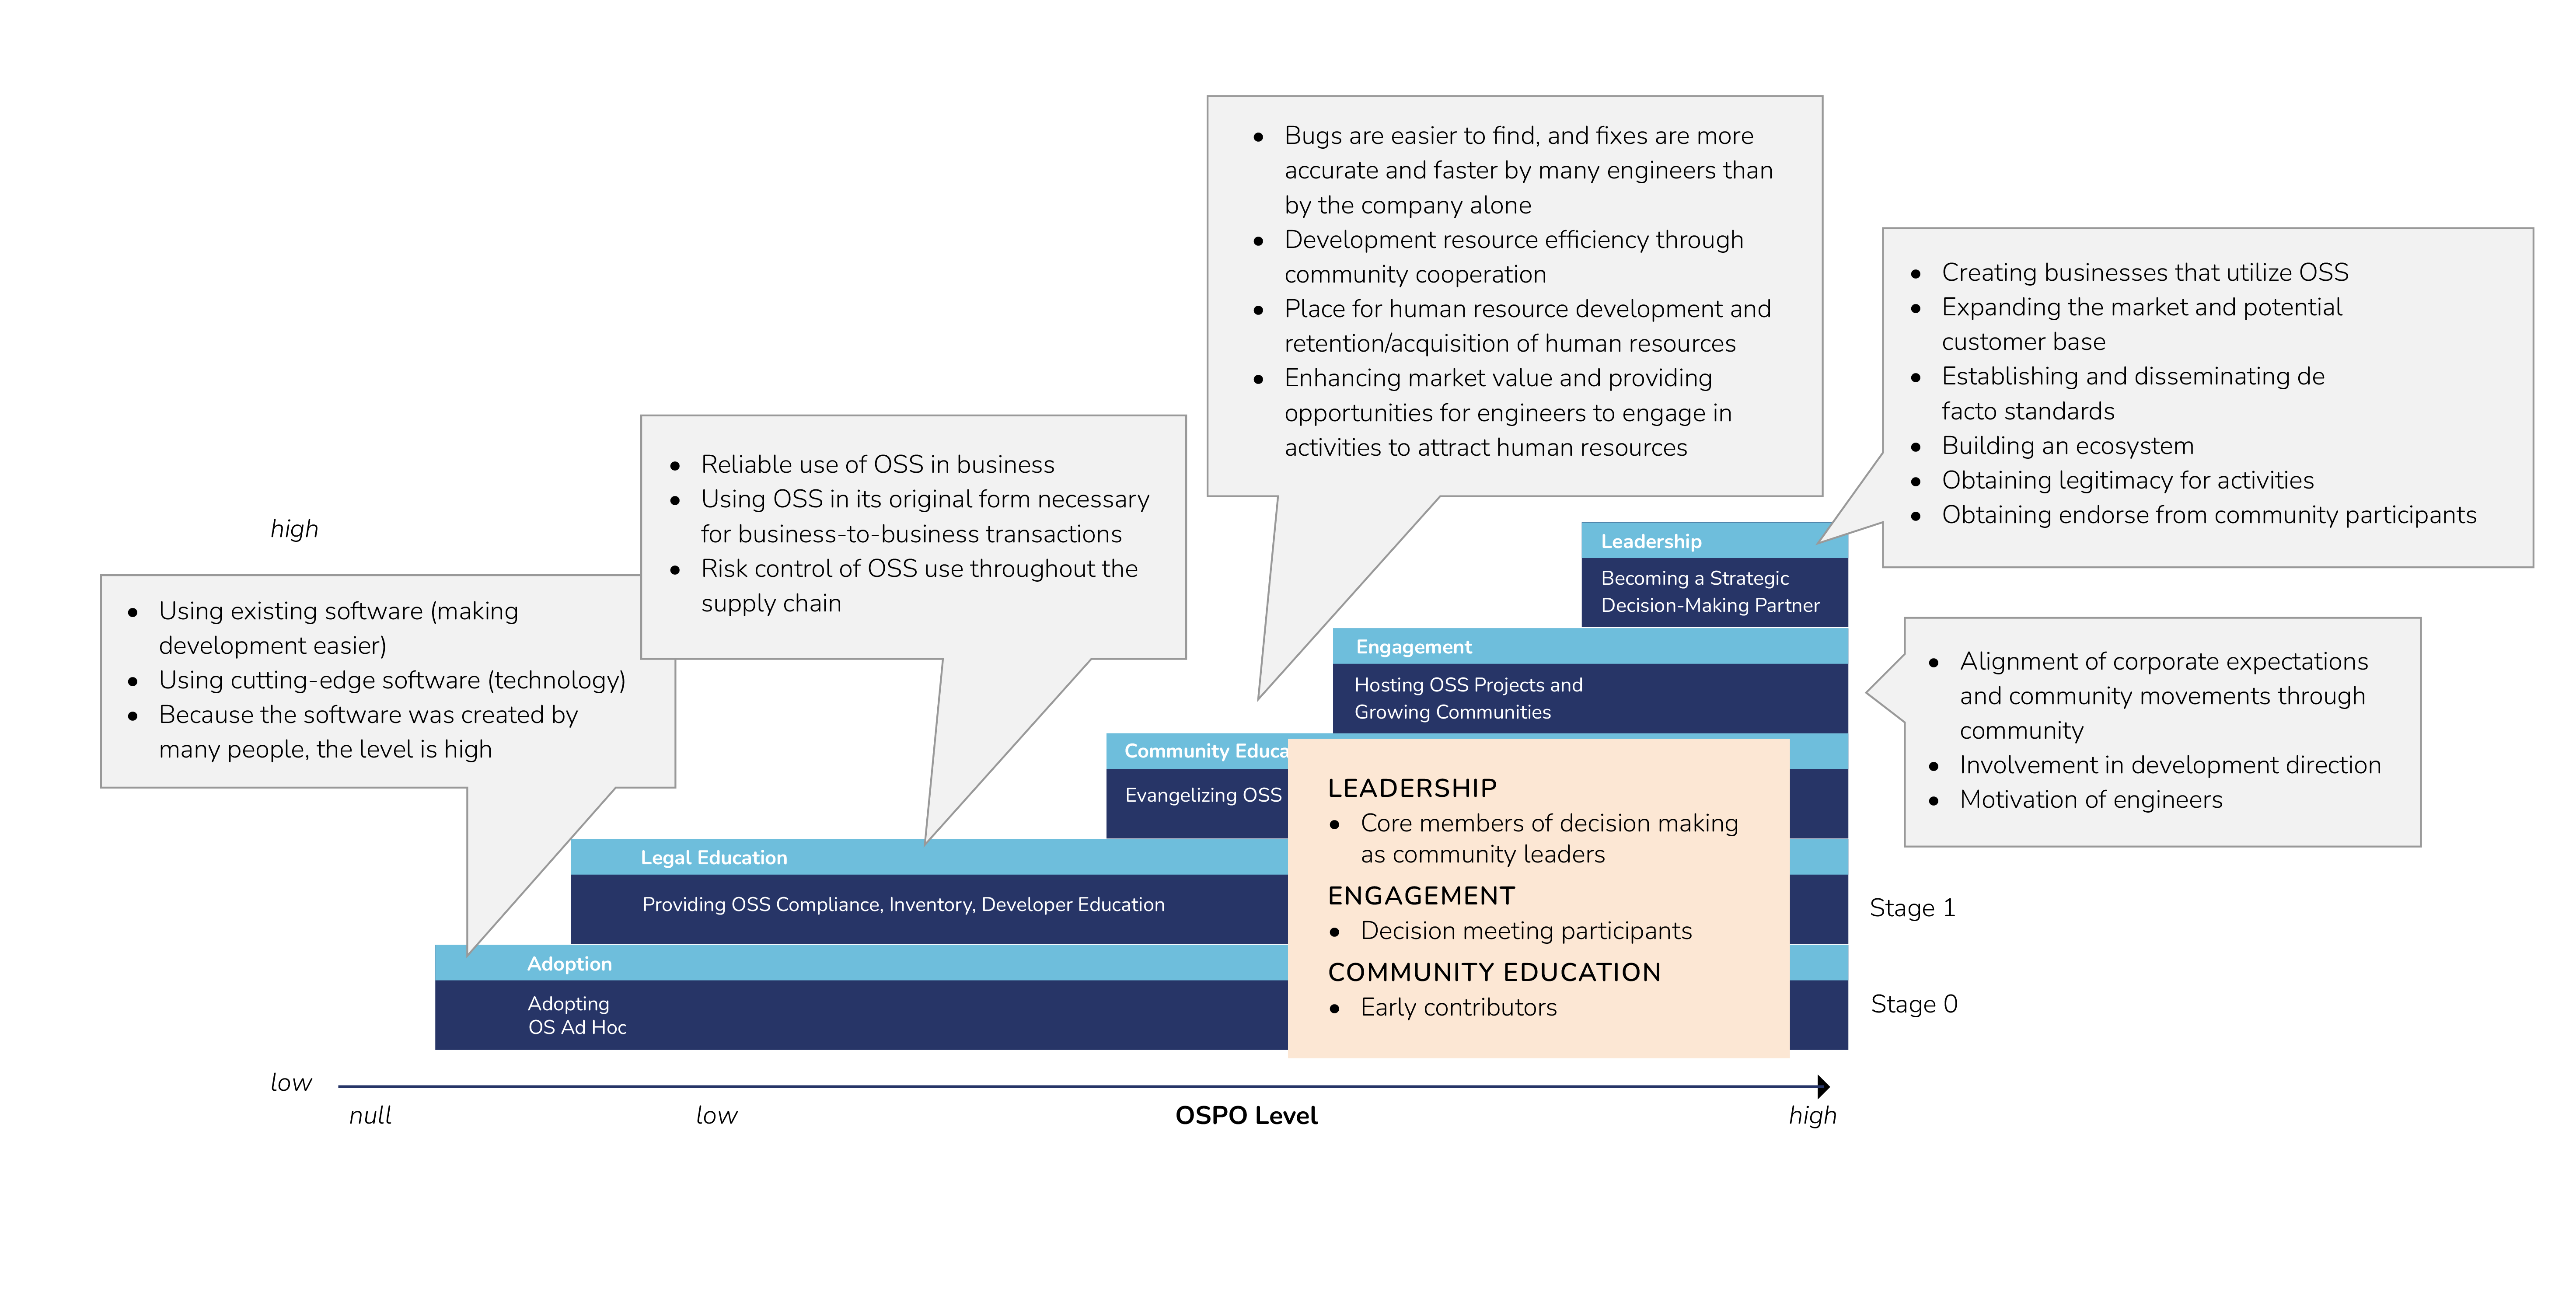 • Bugs are easier to find, and fixes are more
accurate and faster by many engineers than
by the company alone
• Development resource efficiency through
community cooperation
• Place for human resource development and
retention/acquisition of human resources
• Enhancing market value and providing
opportunities for engineers to engage in
activities to attract human resources
• Creating businesses that utilize OSS
• Expanding the market and potential
customer base
• Establishing and disseminating de
facto standards
• Building an ecosystem
• Obtaining legitimacy for activities
• Obtaining endorse from community participants
• Reliable use of OSS in business
• Using OSS in its original form necessary
for business-to-business transactions
• Risk control of OSS use throughout the
supply chain
high
• Using existing software (making
development easier)
• Using cutting-edge software (technology)
• Because the software was created by
many people, the level is high
Leadership
Becoming a Strategic
Decision-Making Partner
Engagement
Hosting OSS Projects and
Growing Communities
• Alignment of corporate expectations
and community movements through
community
• Involvement in development direction
• Motivation of engineers
Community Educa
Evangelizing OSS
LEADERSHIP
• Core members of decision making
as community leaders
ENGAGEMENT
• Decision meeting participants
COMMUNITY EDUCATION
• Early contributors
Legal Education
Providing OSS Compliance, Inventory, Developer Education
Stage 1
Adoption
Adopting
OS Ad Hoc
Stage 0
low
null
low
OSPO Level
high